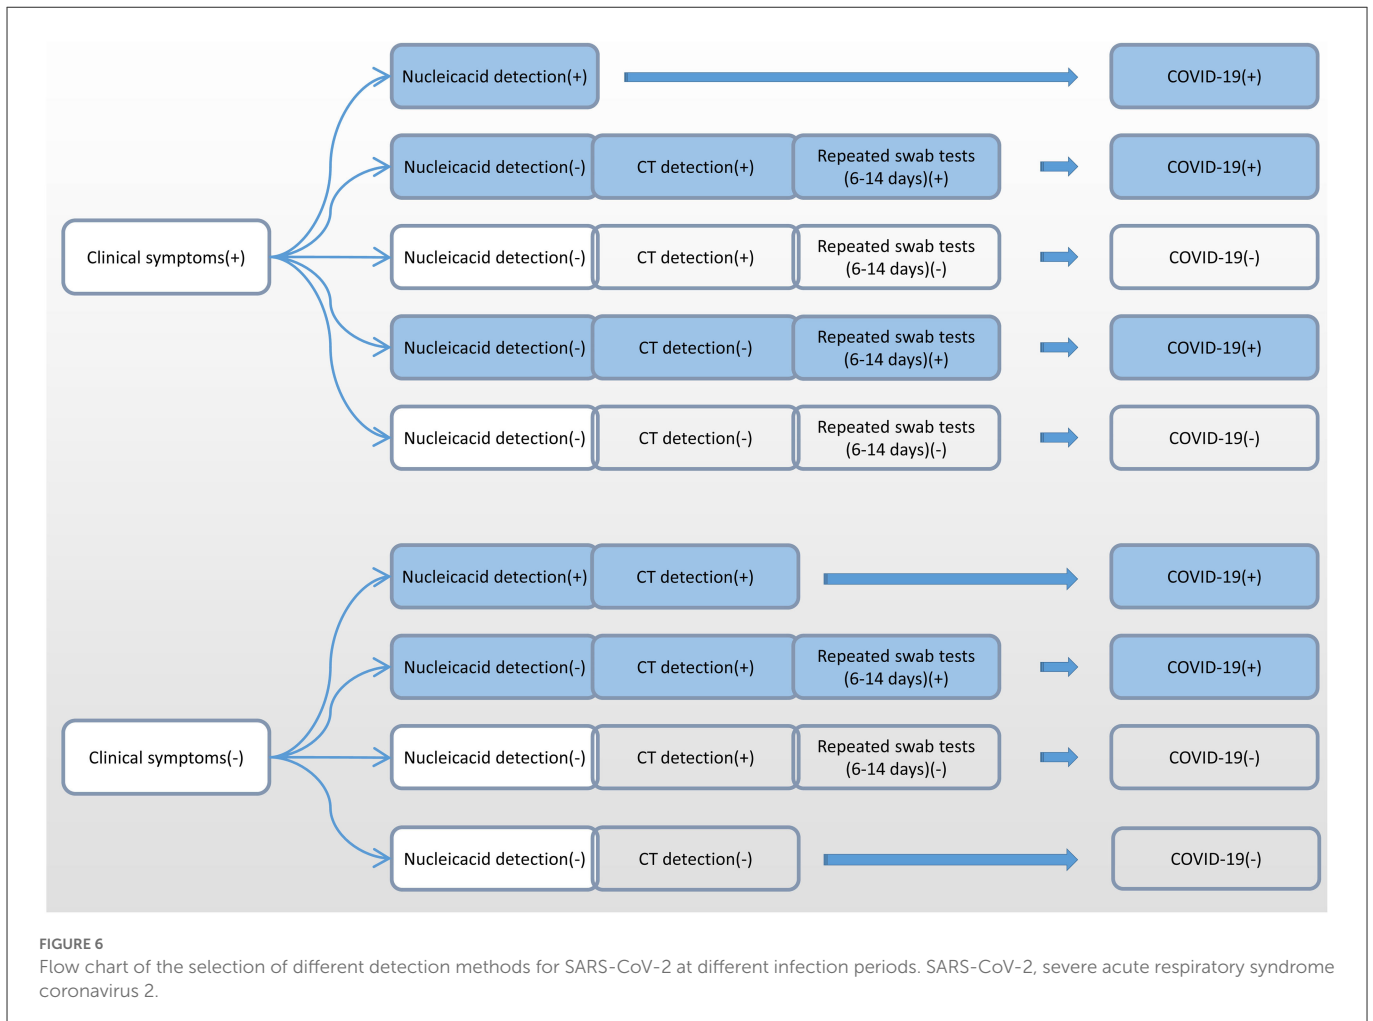 Nucleicacid detection(+)
COVID-19(+)
Nucleicacid detection(-)
CT detection(+)
Repeated swab tests
(6-14 days)(+)
COVID-19(+)
Clinical symptoms(+)
Nucleicacid detection(-)
CT detection(+)
Repeated swab tests
(6-14 days)(-)
COVID-19(-)
Nucleicacid detection(-)
CT detection(-)
Repeated swab tests
(6-14 days)(+)
COVID-19(+)
Nucleicacid detection(-)
CT detection(-)
Repeated swab tests
(6-14 days)(-)
COVID-19(-)
Nucleicacid detection(+)
CT detection(+)
COVID-19(+)
Nucleicacid detection(-)
CT detection(+)
Repeated swab tests
(6-14 days)(+)
COVID-19(+)
Clinical symptoms(-)
Nucleicacid detection(-)
CT detection(+)
Repeated swab tests
(6-14 days)(-)
COVID-19(-)
Nucleicacid detection(-)
CT detection(-)
COVID-19(-)
FIGURE 6
Flow chart of the selection of different detection methods for SARS-CoV-2 at different infection periods. SARS-CoV-2, severe acute respiratory syndrome
coronavirus 2.